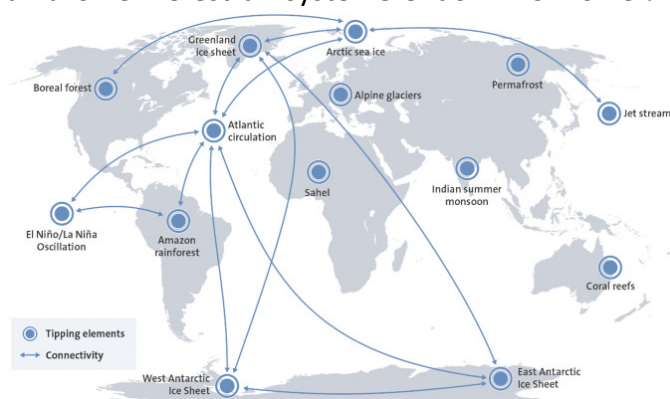 Greenland
ice sheet
Arctic sea ice
Boreal forest
Alpine glaciers
Permafrost
Jet stream
Atlantic
circulation
Sahel
Indian summer
monsoon
El Niño/La Niña
Oscillation
Amazon
rainforest
Coral reefs
Tipping elements
Connectivity
West Antarctic
Ice Sheet
East Antarctic
Ice Sheet